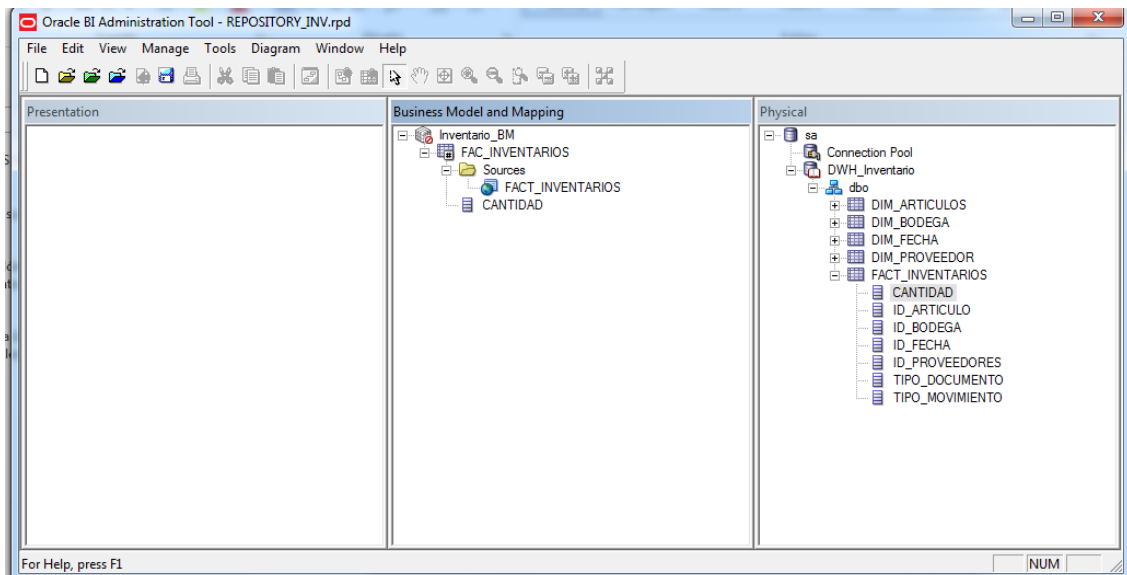 Oracle BI Administration Tool - REPOSITORY_INV.rpd
File Edit View Manage Tools Diagram Window Help
Presentation
Business Model and Mapping
Inventario_BM
FAC_INVENTARIOS
Sources
FACT_INVENTARIOS
CANTIDAD
Physical
sa
Connection Pool
DWH_Inventario
dbo
DIM_ARTICULOS
DIM_BODEGA
DIM_FECHA
DIM_PROVEEDOR
FACT_INVENTARIOS
CANTIDAD
ID_ARTICULO
ID_BODEGA
ID_FECHA
ID_PROVEEDORES
TIPO_DOCUMENTO
TIPO_MOVIMIENTO
For Help, press F1
NUM